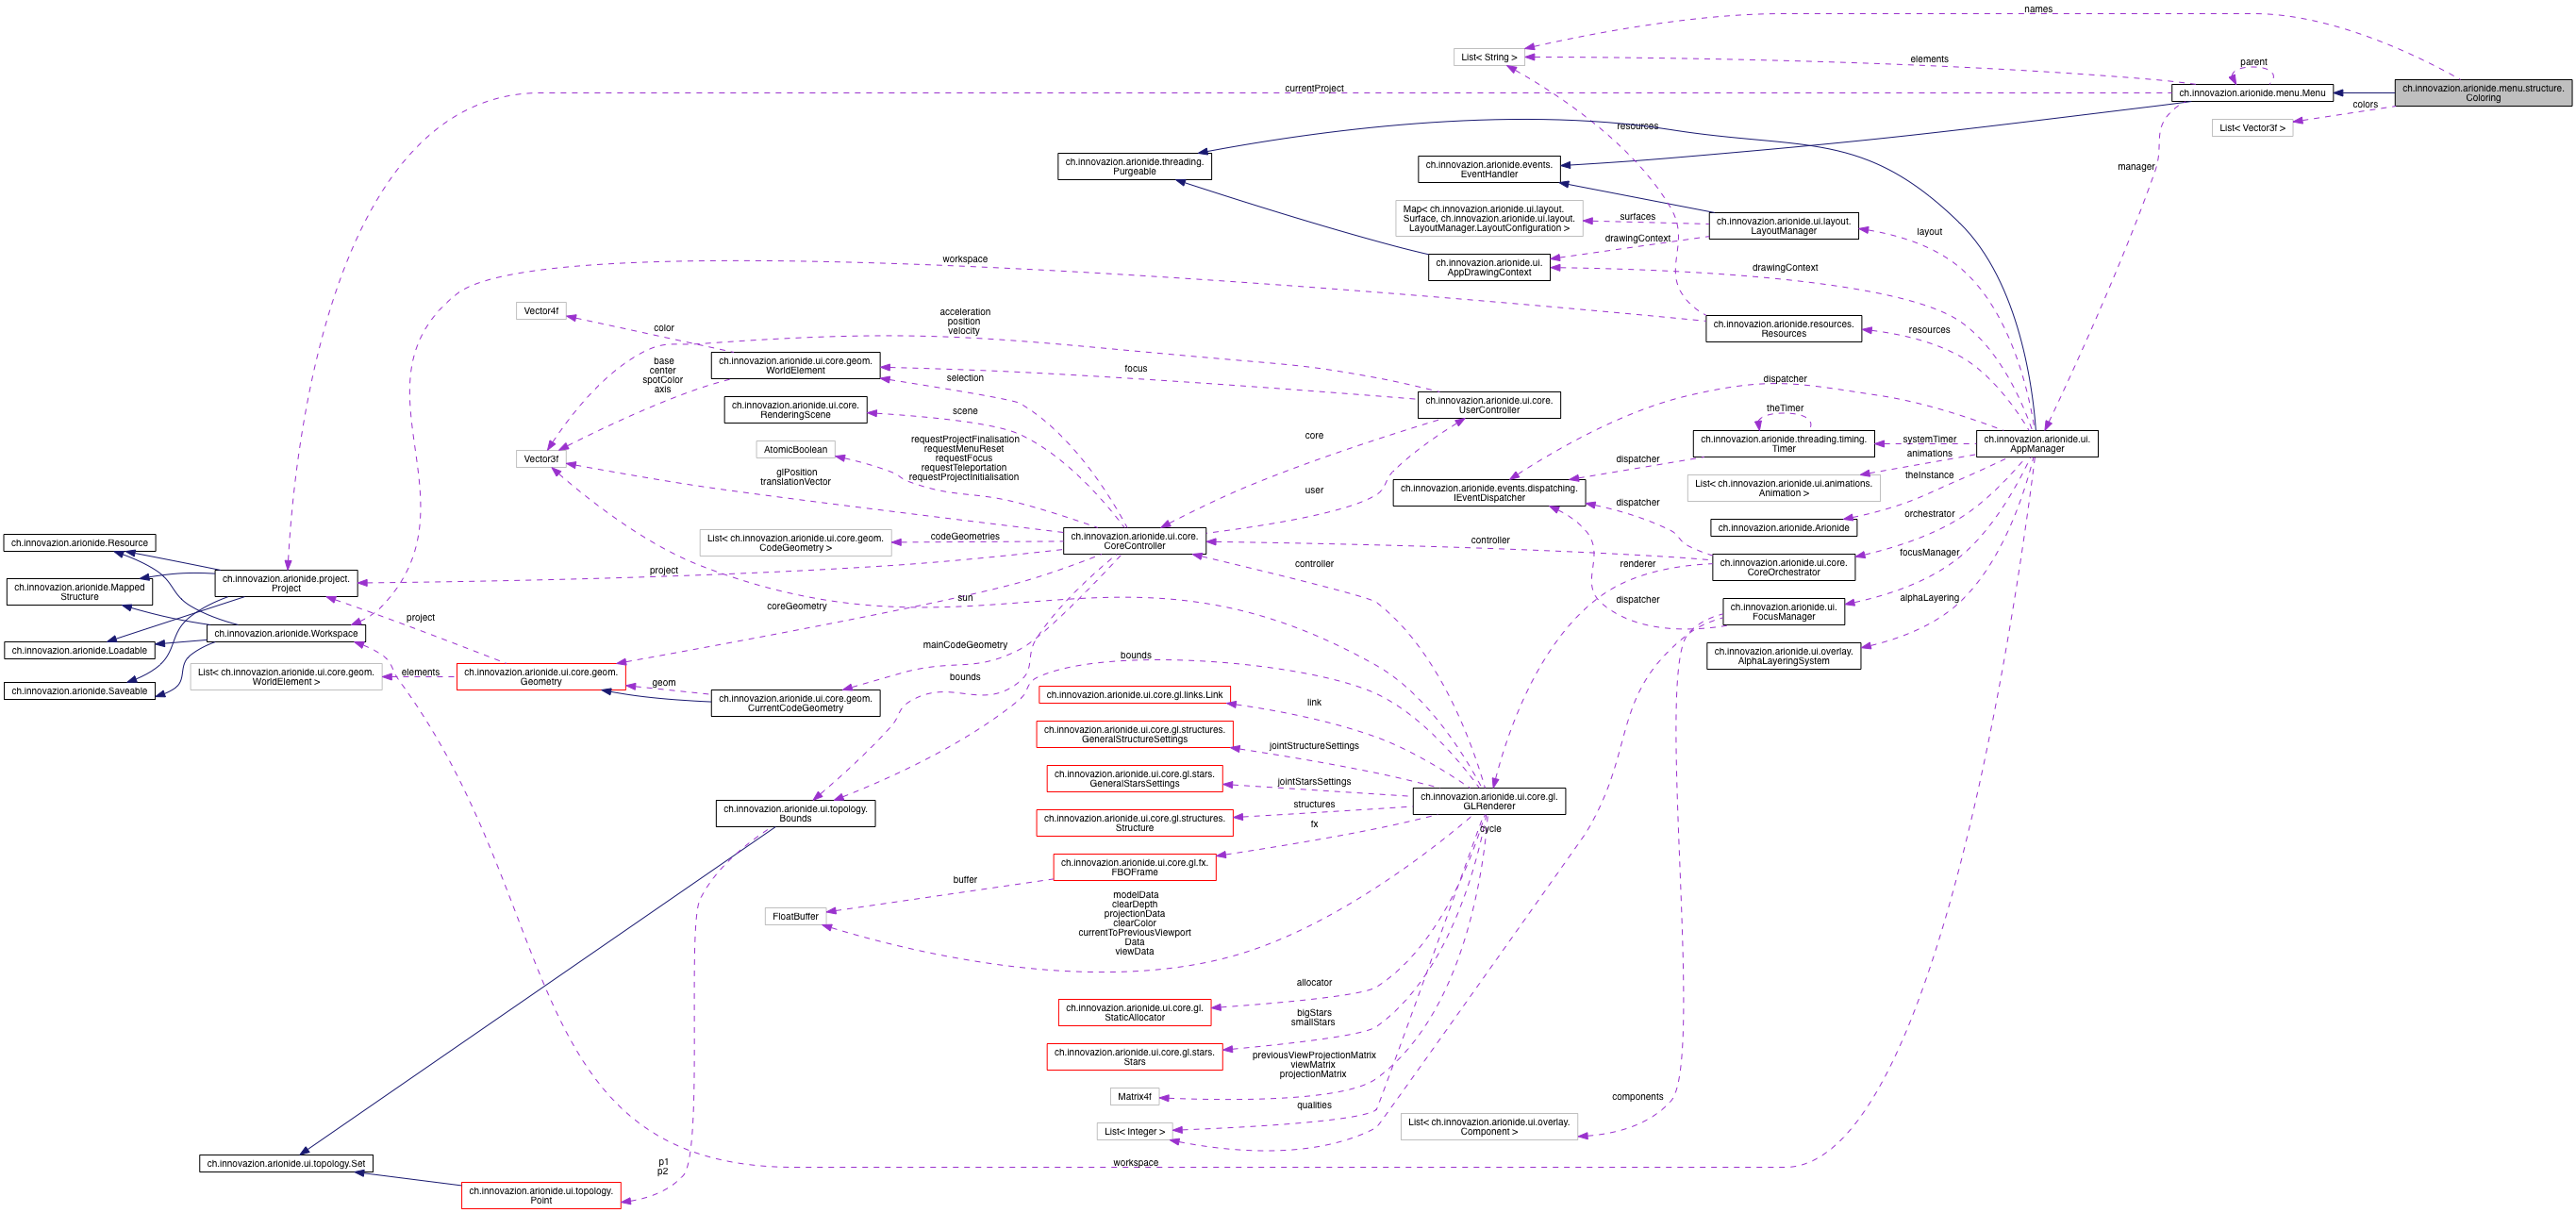 names
List< String >
elements
parent
ch.innovazion.arionide.menu.Menu
ch.innovazion.arionide.menu.structure.
Coloring
currentProject
colors
List< Vector3f >
resources
ch.innovazion.arionide.threading.
Purgeable
ch.innovazion.arionide.events.
EventHandler
manager
Map< ch.innovazion.arionide.ui.layout.
Surface, ch.innovazion.arionide.ui.layout.
LayoutManager.LayoutConfiguration >
surfaces
ch.innovazion.arionide.ui.layout.
LayoutManager
layout
drawingContext
workspace
ch.innovazion.arionide.ui.
AppDrawingContext
drawingContext
Vector4f
color
acceleration
position
velocity
ch.innovazion.arionide.resources.
Resources
resources
base
center
spotColor
axis
ch.innovazion.arionide.ui.core.geom.
WorldElement
focus
selection
dispatcher
ch.innovazion.arionide.ui.core.
RenderingScene
scene
ch.innovazion.arionide.ui.core.
UserController
theTimer
core
AtomicBoolean
requestProjectFinalisation
requestMenuReset
requestFocus
requestTeleportation
requestProjectInitialisation
ch.innovazion.arionide.threading.timing.
Timer
systemTimer
animations
ch.innovazion.arionide.ui.
AppManager
Vector3f
glPosition
translationVector
dispatcher
theInstance
user
ch.innovazion.arionide.events.dispatching.
IEventDispatcher
List< ch.innovazion.arionide.ui.animations.
Animation >
dispatcher
orchestrator
ch.innovazion.arionide.Arionide
ch.innovazion.arionide.Resource
List< ch.innovazion.arionide.ui.core.geom.
CodeGeometry >
codeGeometries
ch.innovazion.arionide.ui.core.
CoreController
controller
focusManager
ch.innovazion.arionide.project.
Project
project
controller
renderer
ch.innovazion.arionide.ui.core.
CoreOrchestrator
ch.innovazion.arionide.Mapped
Structure
sun
coreGeometry
dispatcher
ch.innovazion.arionide.ui.
FocusManager
alphaLayering
project
ch.innovazion.arionide.Workspace
ch.innovazion.arionide.Loadable
mainCodeGeometry
bounds
ch.innovazion.arionide.ui.overlay.
AlphaLayeringSystem
List< ch.innovazion.arionide.ui.core.geom.
WorldElement >
elements
ch.innovazion.arionide.ui.core.geom.
Geometry
geom
bounds
ch.innovazion.arionide.Saveable
ch.innovazion.arionide.ui.core.geom.
CurrentCodeGeometry
ch.innovazion.arionide.ui.core.gl.links.Link
link
ch.innovazion.arionide.ui.core.gl.structures.
GeneralStructureSettings
jointStructureSettings
ch.innovazion.arionide.ui.core.gl.stars.
GeneralStarsSettings
jointStarsSettings
ch.innovazion.arionide.ui.core.gl.
GLRenderer
ch.innovazion.arionide.ui.topology.
Bounds
ch.innovazion.arionide.ui.core.gl.structures.
Structure
structures
fx
cycle
ch.innovazion.arionide.ui.core.gl.fx.
FBOFrame
buffer
FloatBuffer
modelData
clearDepth
projectionData
clearColor
currentToPreviousViewport
Data
viewData
allocator
ch.innovazion.arionide.ui.core.gl.
StaticAllocator
bigStars
smallStars
ch.innovazion.arionide.ui.core.gl.stars.
Stars
previousViewProjectionMatrix
viewMatrix
projectionMatrix
Matrix4f
qualities
components
List< Integer >
List< ch.innovazion.arionide.ui.overlay.
Component >
ch.innovazion.arionide.ui.topology.Set
p1
p2
workspace
ch.innovazion.arionide.ui.topology.
Point